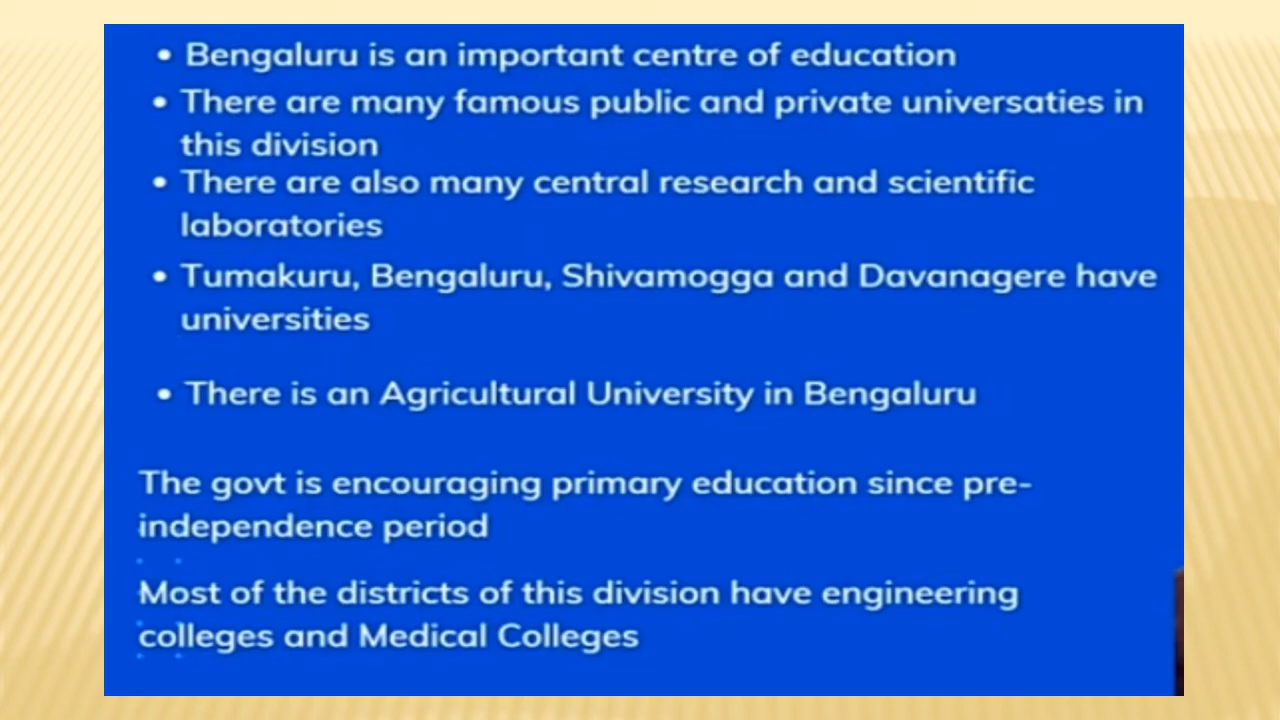 • Bengaluru is an important centre of education
• There are many famous public and private universaties in
this division
• There are also many central research and scientific
laboratories
• Tumakuru, Bengaluru, Shivamogga and Davanagere have
universities
• There is an Agricultural University in Bengaluru
The govt is encouraging primary education since pre-
independence period
Most of the districts of this division have engineering
colleges and Medical Colleges